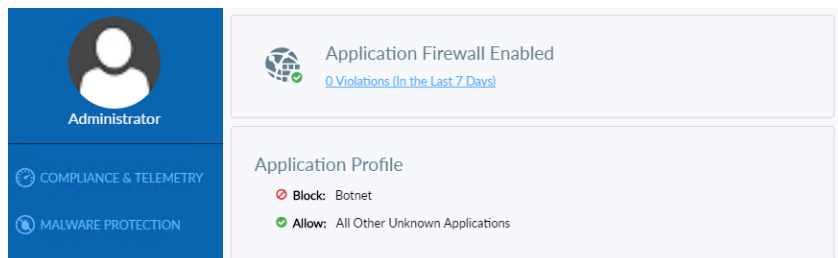 Administrator
COMPLIANCE & TELEMETRY
MALWARE PROTECTION
Application Firewall Enabled
0 Violations (In the Last 7 Days)
Application Profile
Block: Botnet
Allow: All Other Unknown Applications